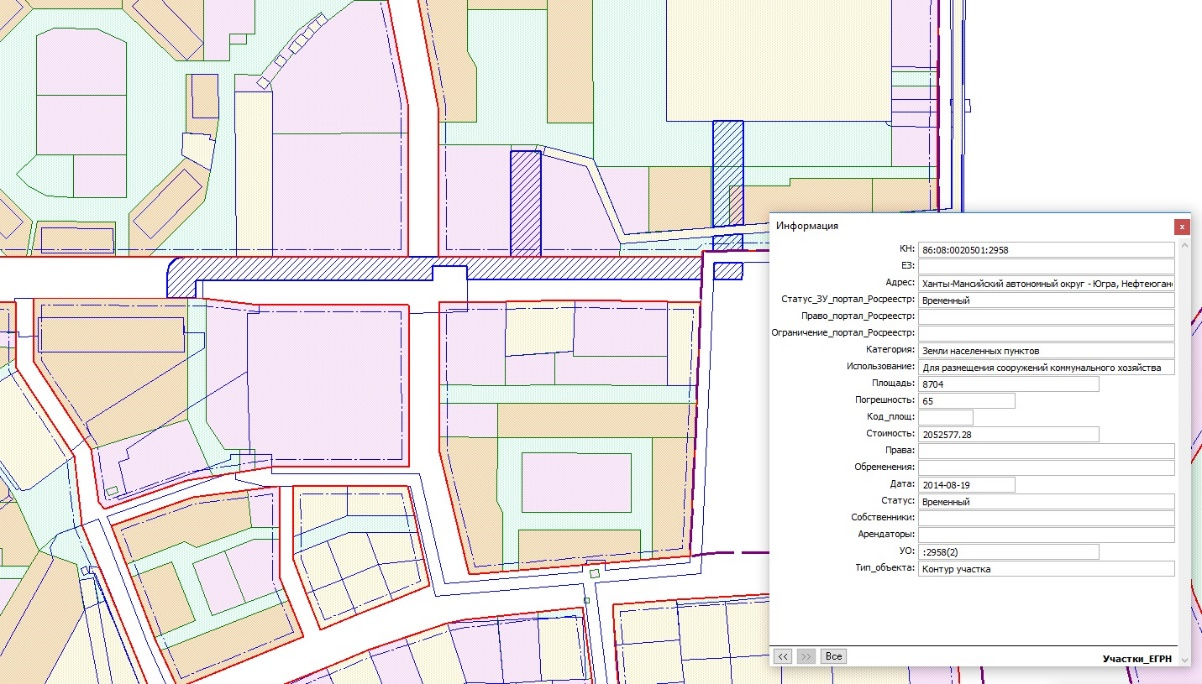 Информация
x
КН: 86:08:0020501:2958
ЕЗ:
Адрес: Ханты-Мансийский автономный округ - Югра, Нефтеюганс
Статус_ЗУ_портал_Росреестр: Временный
Право_портал_Росреестр:
Ограничение_портал_Росреестр:
Категория: Земли населенных пунктов
Использование: Для размещения сооружений коммунального хозяйства
Площадь: 8704
Погрешность: 65
Код_площ:
Стоимость: 2052577.28
Права:
Обременения:
Дата: 2014-08-19
Статус: Временный
Собственники:
Арендаторы:
УО: :2958(2)
Тип_объекта: Контур участка
<< >> Все Участки_ЕГРН